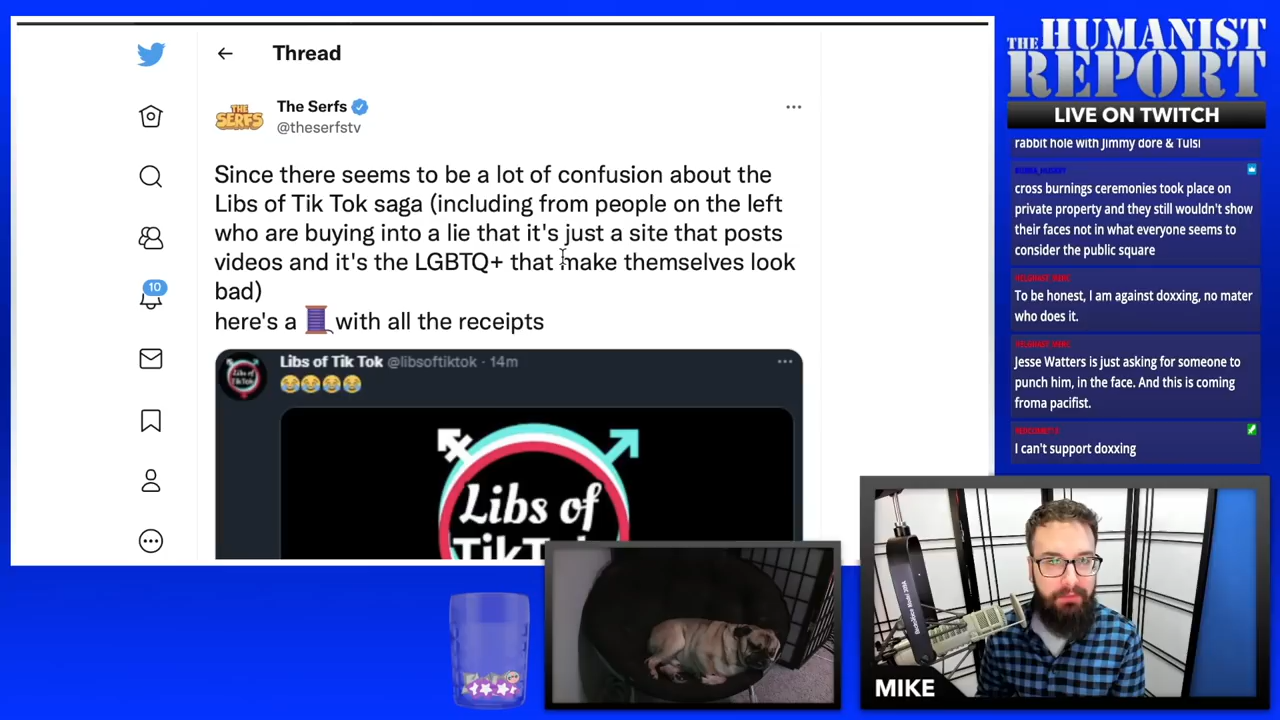 Thread
The Serfs
@theserfstv
Since there seems to be a lot of confusion about the
Libs of Tik Tok saga (including from people on the left
who are buying into a lie that it's just a site that posts
videos and it's the LGBTQ+ that make themselves look
bad)
here's a 🧵 with all the receipts
Libs of Tik Tok @libsoftiktok · 14m
😂😂😂😂
Libs of
TikTok
10
THE
SERFS
THE HUMANIST
REPORT
LIVE ON TWITCH
rabbit hole with Jimmy dore & Tulsi
cross burnings ceremonies took place on
private property and they still wouldn't show
their faces not in what everyone seems to
consider the public square
To be honest, I am against doxxing, no mater
who does it.
Jesse Watters is just asking for someone to
punch him, in the face. And this is coming
froma pacifist.
I can't support doxxing
MIKE